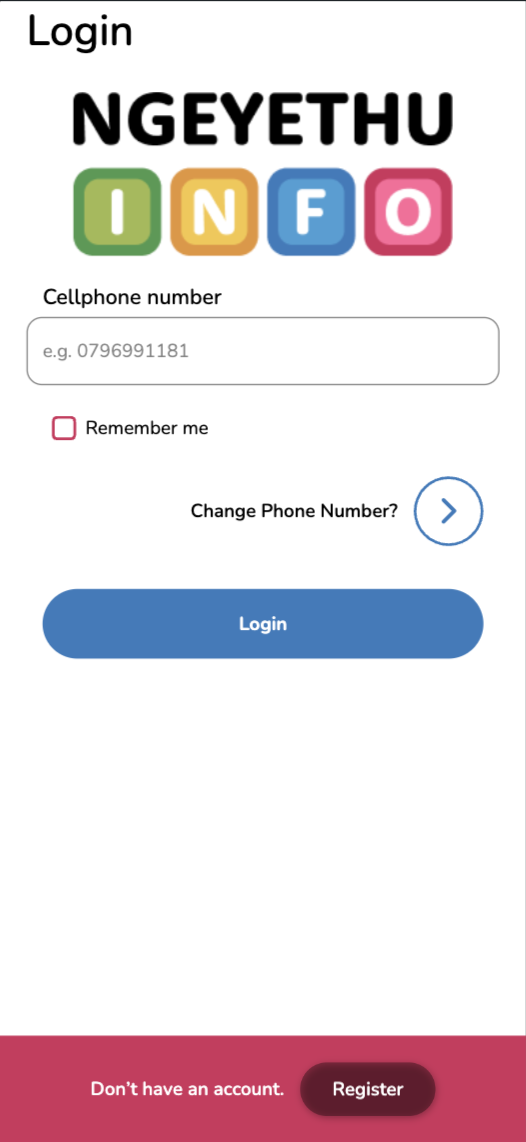 Login
NGEYETHU
INFO
Cellphone number
e.g. 0796991181
Remember me
Change Phone Number?
Login
Don’t have an account. Register